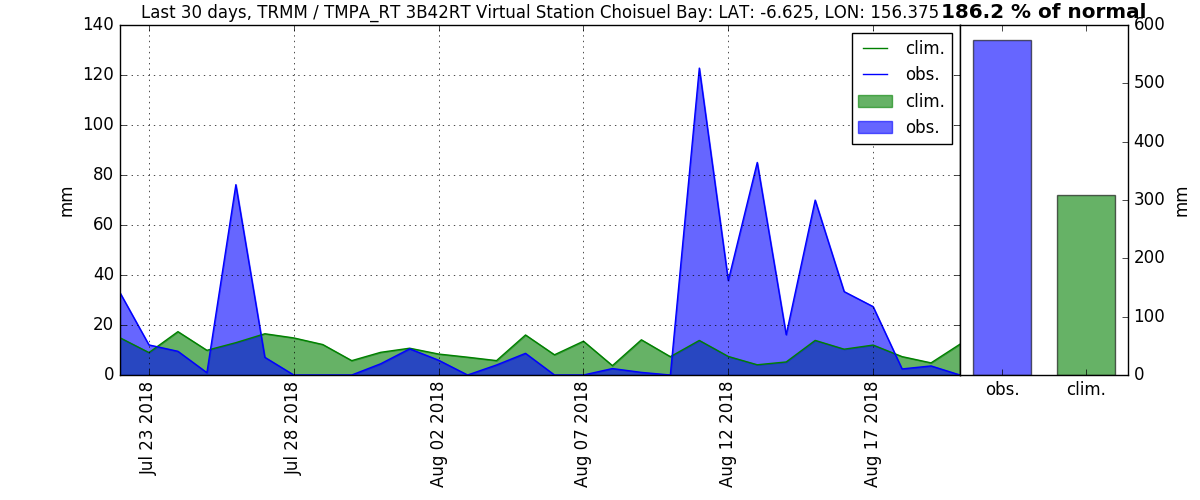 Last 30 days, TRMM / TMPA_RT 3B42RT Virtual Station Choisuel Bay: LAT: -6.625, LON: 156.375
186.2 % of normal
140
120
100
80
60
40
20
0
mm
clim.
obs.
clim.
obs.
600
500
400
300
200
100
0
mm
obs.
clim.
Jul 23 2018
Jul 28 2018
Aug 02 2018
Aug 07 2018
Aug 12 2018
Aug 17 2018